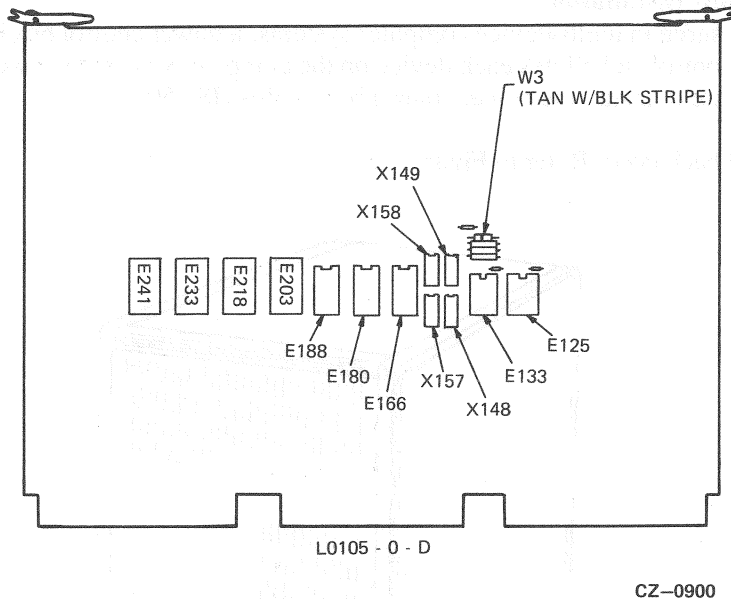 W3
(TAN W/BLK STRIPE)
X149
X158
E241
E233
E218
E203
E188
E180
E166
X157
X148
E133
E125
L0105 - 0 - D
CZ-0900